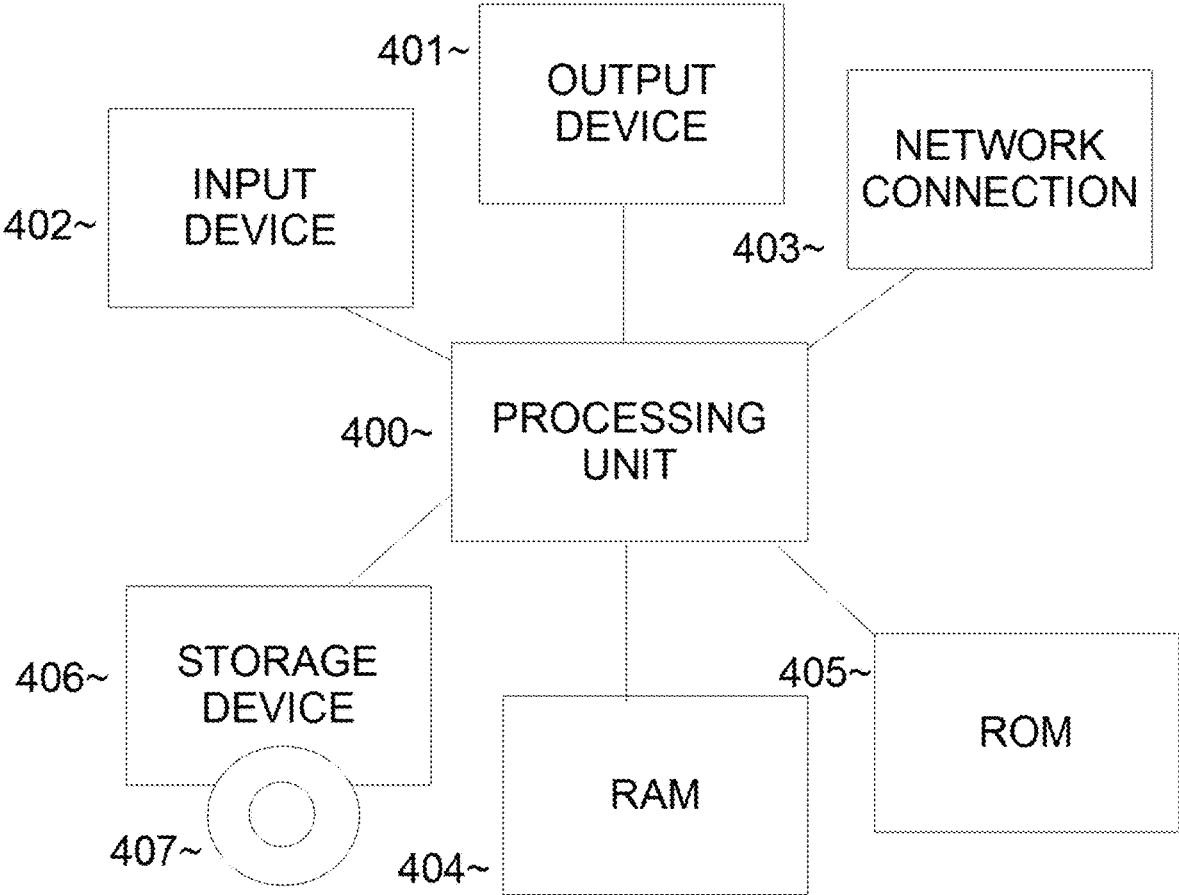 401~
OUTPUT
DEVICE
NETWORK
CONNECTION
403~
INPUT
DEVICE
402~
PROCESSING
UNIT
400~
STORAGE
DEVICE
406~
407~
RAM
404~
405~
ROM